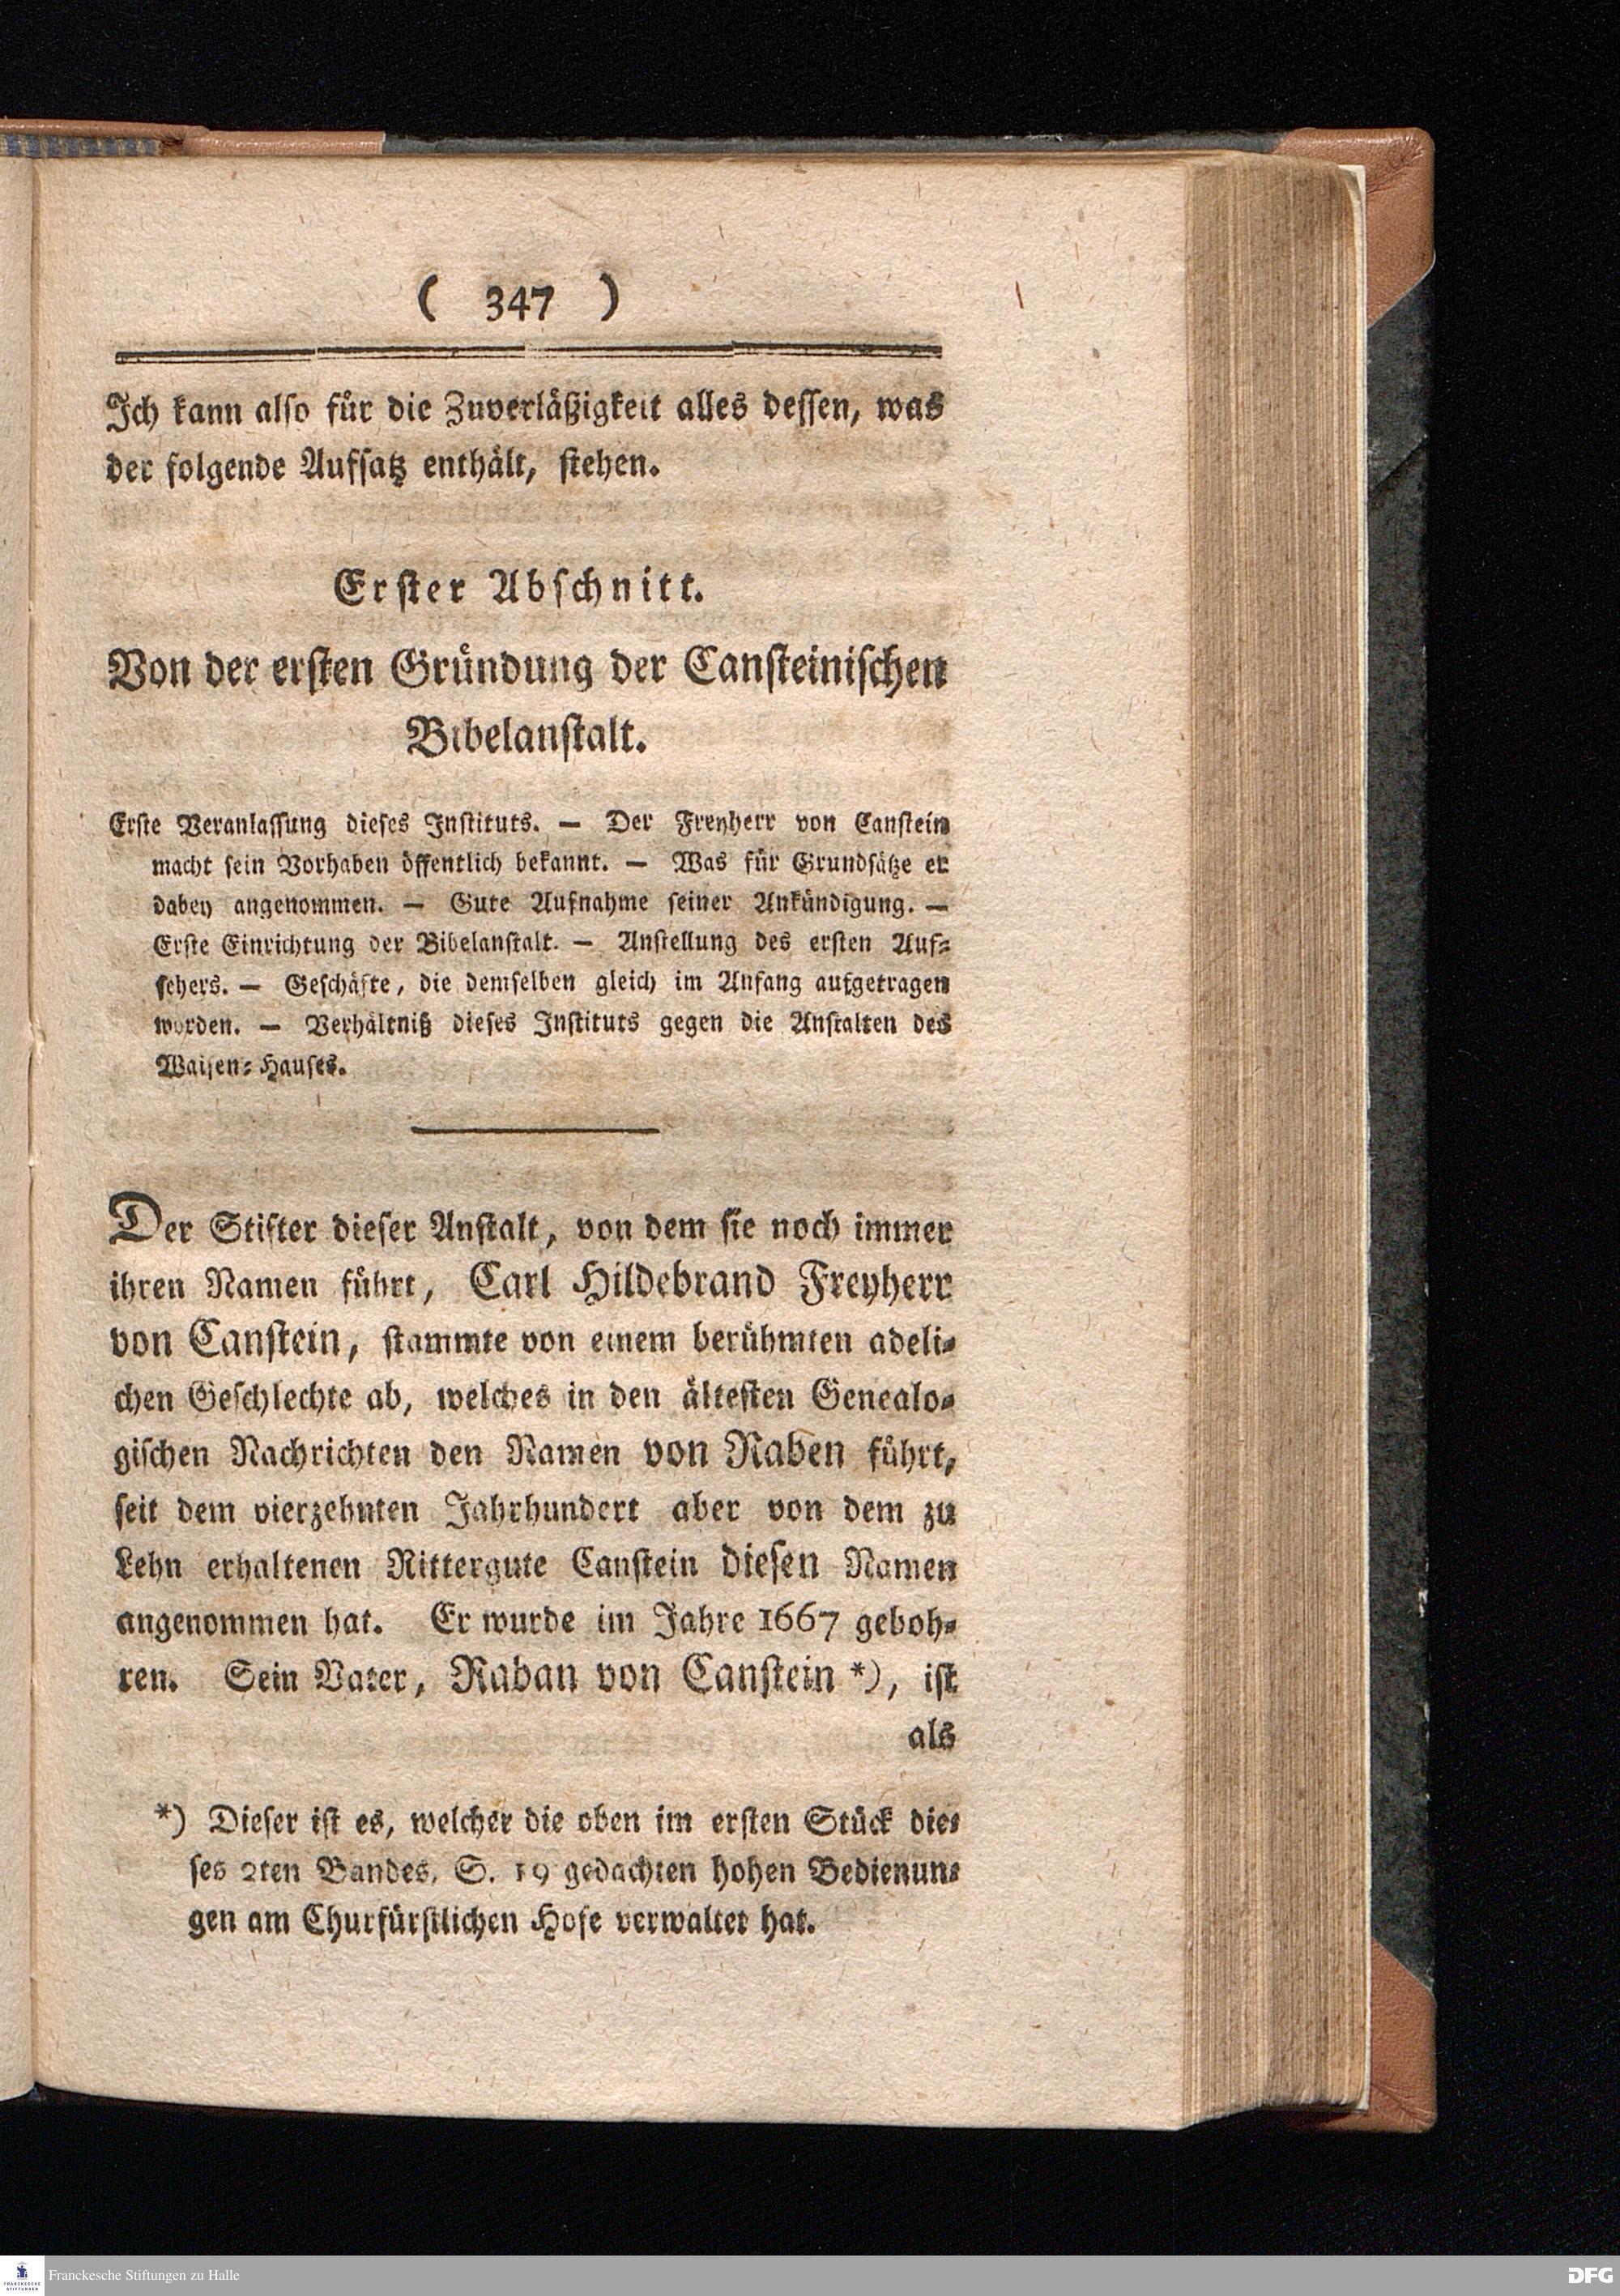 ( 347 )
Ich kann also für die Zuverläßigkeit alles dessen, was
der folgende Aufsatz enthält, stehen.
Erster Abschnitt.
Von der ersten Gründung der Cansteinischen
Bibelanstalt.
Erste Veranlassung dieses Instituts. — Der Freyherr von Canstein
macht sein Vorhaben öffentlich bekannt. — Was für Grundsätze er
dabey angenommen. — Gute Aufnahme seiner Ankündigung. —
Erste Einrichtung der Bibelanstalt. — Anstellung des ersten Auf-
sehers. — Geschäfte, die demselben gleich im Anfang aufgetragen
worden. — Verhältniß dieses Instituts gegen die Anstalten des
Waisen-Hauses.
Der Stifter dieser Anstalt, von dem sie noch immer
ihren Namen führt, Carl Hildebrand Freyherr
von Canstein, stammte von einem berühmten adeli-
chen Geschlechte ab, welches in den ältesten Genealo-
gischen Nachrichten den Namen von Raben führt,
seit dem vierzehnten Jahrhundert aber von dem zu
Lehn erhaltenen Rittergute Canstein diesen Namen
angenommen hat. Er wurde im Jahre 1667 geboh-
ren. Sein Vater, Raban von Canstein *), ist
als
*) Dieser ist es, welcher die oben im ersten Stück die-
ses 2ten Bandes, S. 19 gedachten hohen Bedienun-
gen am Churfürstlichen Hofe verwaltet hat.
FRANCKESCHE
STIFTUNGEN
Franckesche Stiftungen zu Halle
DFG